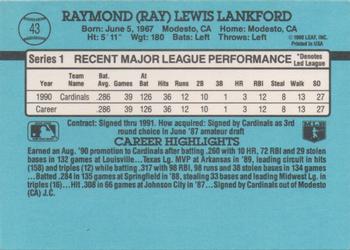 43
RAYMOND (RAY) LEWIS LANKFORD
Born: June 5, 1967 Modesto, CA Home: Modesto, CA
Ht: 5' 11" Wgt: 180 Bats: Left Throws: Left
© 1990 LEAF, INC.
PRINTED IN USA
Series 1 RECENT MAJOR LEAGUE PERFORMANCE *Denotes Led League
Year Team Name Bat Avg G At Bat R Hits 2B 3B HR RBI Stl Base Walk SO
1990 Cardinals .286 39 126 36 12 1 3 12 8 13 27
Career .286 39 126 36 12 1 3 12 8 13 27
Contract: Signed thru 1991. How acquired: Signed by Cardinals as 3rd
round choice in June '87 amateur draft
CAREER HIGHLIGHTS
Earned an Aug. '90 promotion to Cardinals after batting .260 with 10 HR, 72 RBI and 29
stolen bases in 132 games at Louisville...Texas Lg. MVP at Arkansas in '89, leading circuit in hits
(158) and triples (12) while batting .317 with 98 RBI, 98 runs and 38 stolen bases in 134 games
...Batted .284 in 135 games at Springfield in '88, stealing 33 bases and leading Midwest Lg. in
triples (16)...Hit .308 in 66 games at Johnson City in '87...Signed by Cardinals out of Modesto
(CA) J.C.